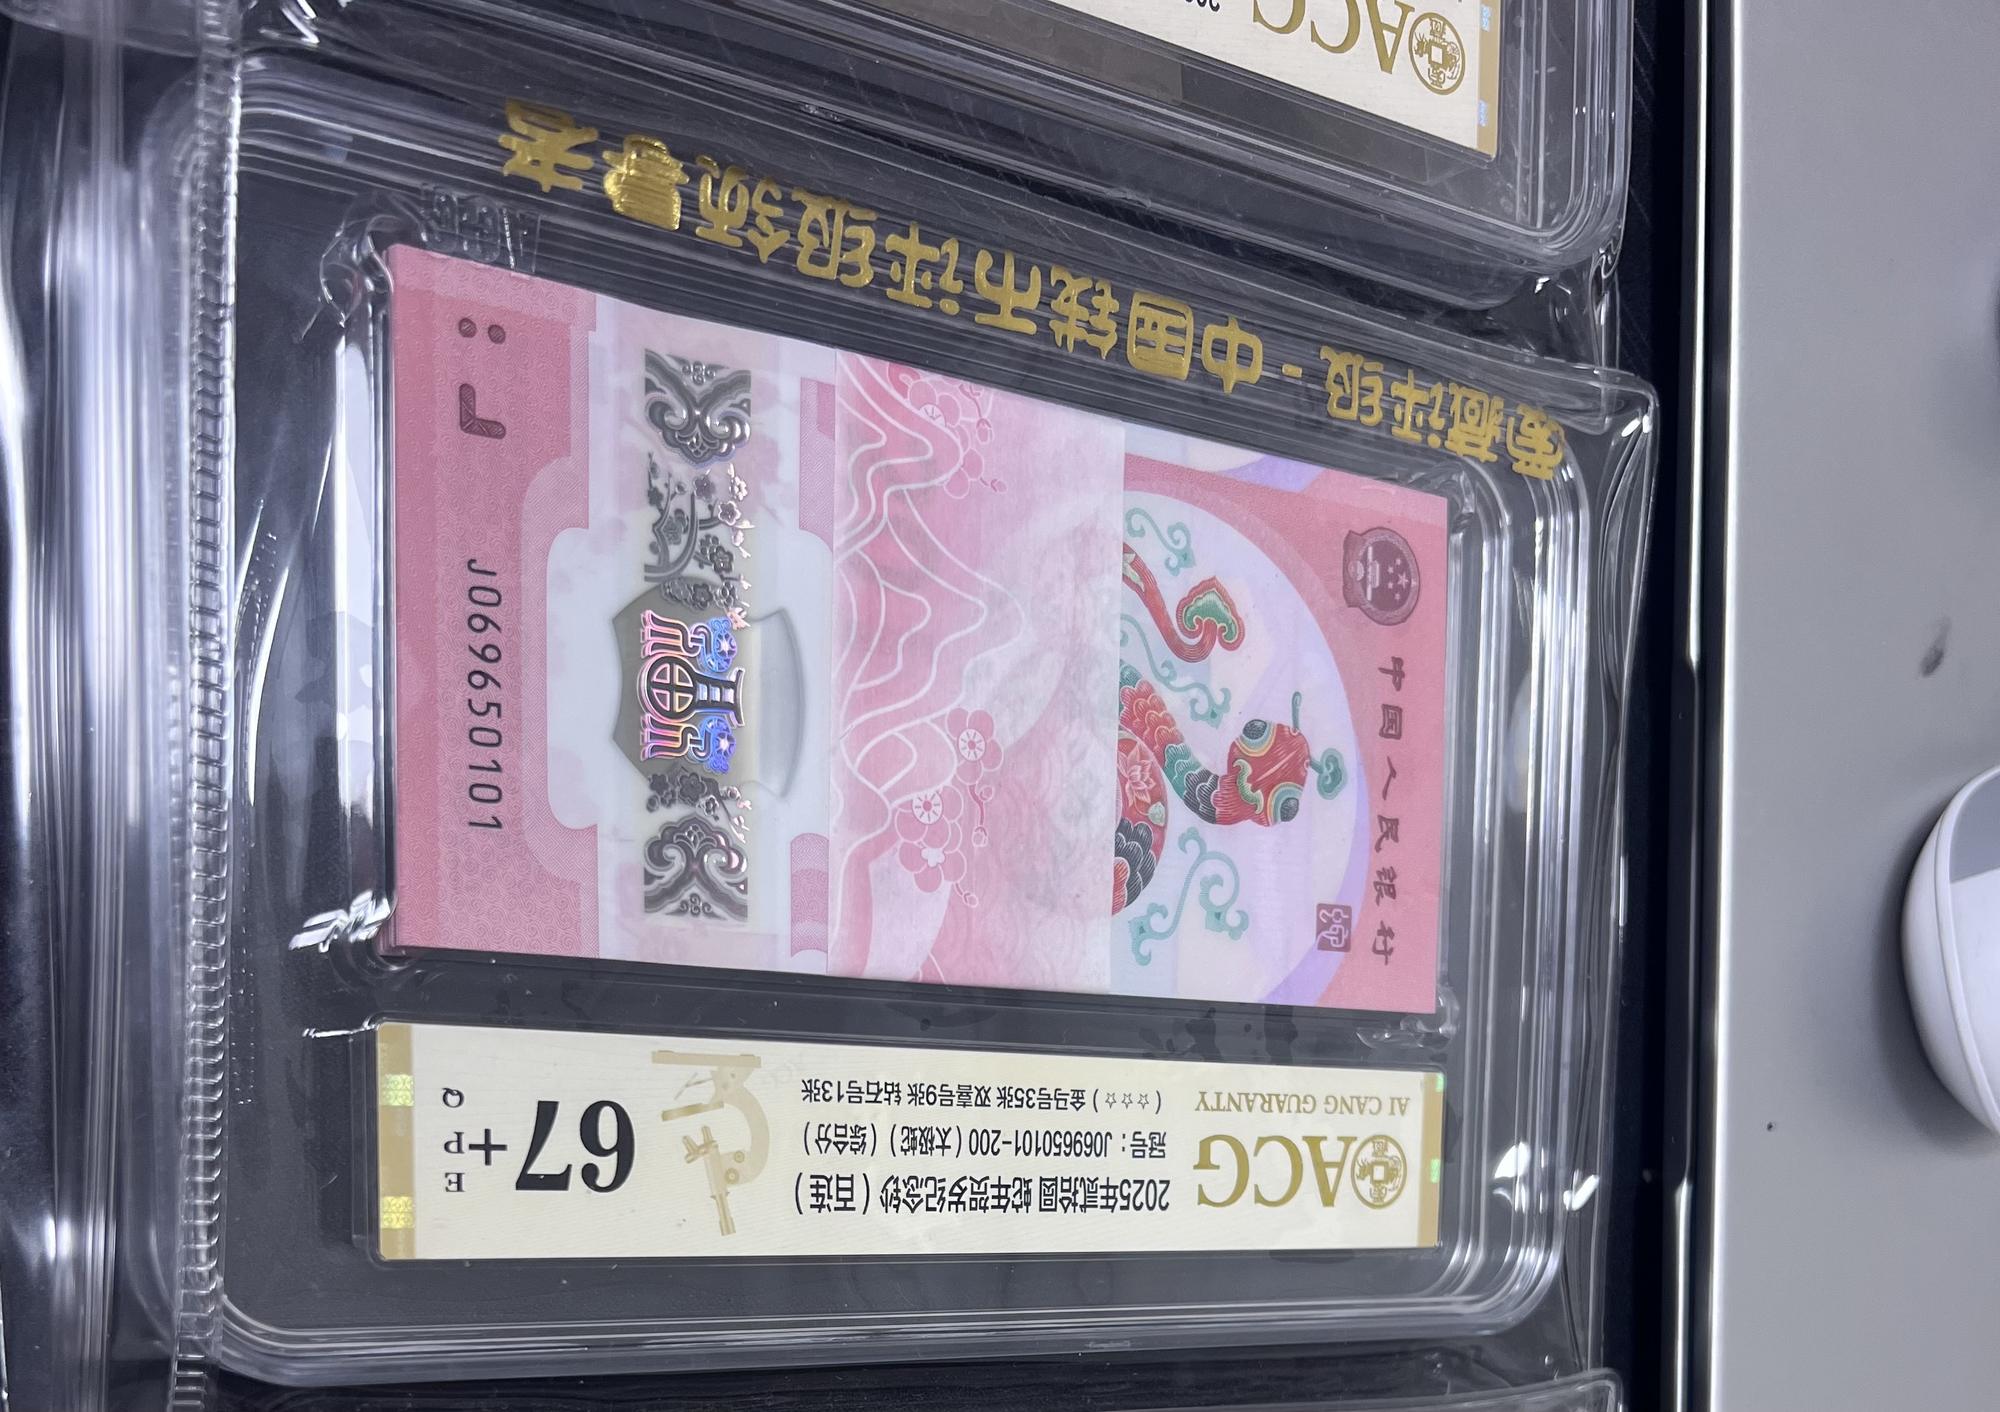 ACG
爱藏评级 - 中国钱币评级领导者
ACG
AI CANG GUARANTY
2025年贰拾圆 蛇年贺岁纪念钞（百连）
冠号：J069650101-200（太极蛇）（综合分）
（☆☆☆）金马号35张 双喜号9张 钻石号13张
67+
E P Q
中国人民银行
J069650101